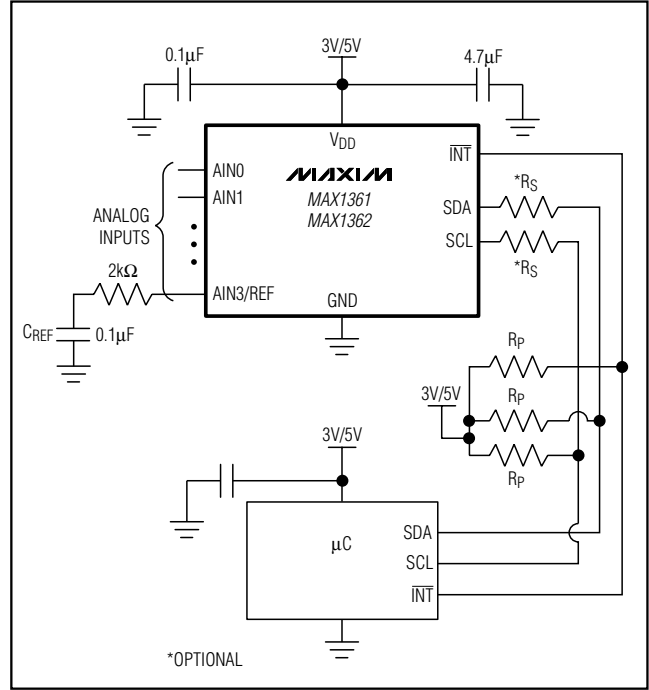 3V/5V
0.1μF
4.7μF
VDD
INT
AIN0
MAXIM
*RS
AIN1
MAX1361
SDA
ANALOG
INPUTS
MAX1362
SCL
*RS
2kΩ
AIN3/REF
GND
CREF
0.1μF
RP
3V/5V
RP
3V/5V
RP
μC
SDA
SCL
INT
*OPTIONAL